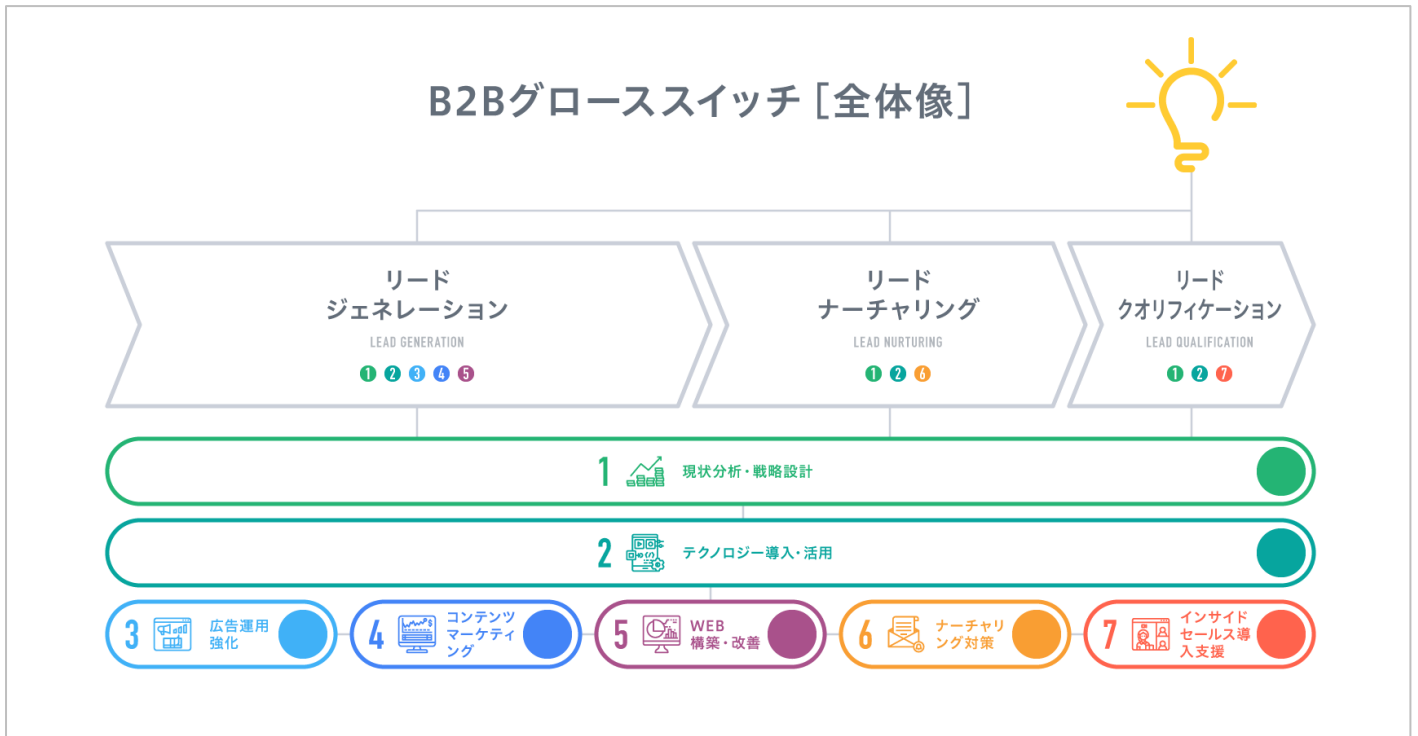 B2Bグローススイッチ [全体像]
リード
ジェネレーション
LEAD GENERATION
1 2 3 4 5
リード
ナーチャリング
LEAD NURTURING
1 2 6
リード
クオリフィケーション
LEAD QUALIFICATION
1 2 7
1 現状分析・戦略設計
2 テクノロジー導入・活用
3 広告運用
強化
4 コンテンツ
マーケティ
ング
5 WEB
構築・改善
6 ナーチャリ
ング対策
7 インサイド
セールス導
入支援